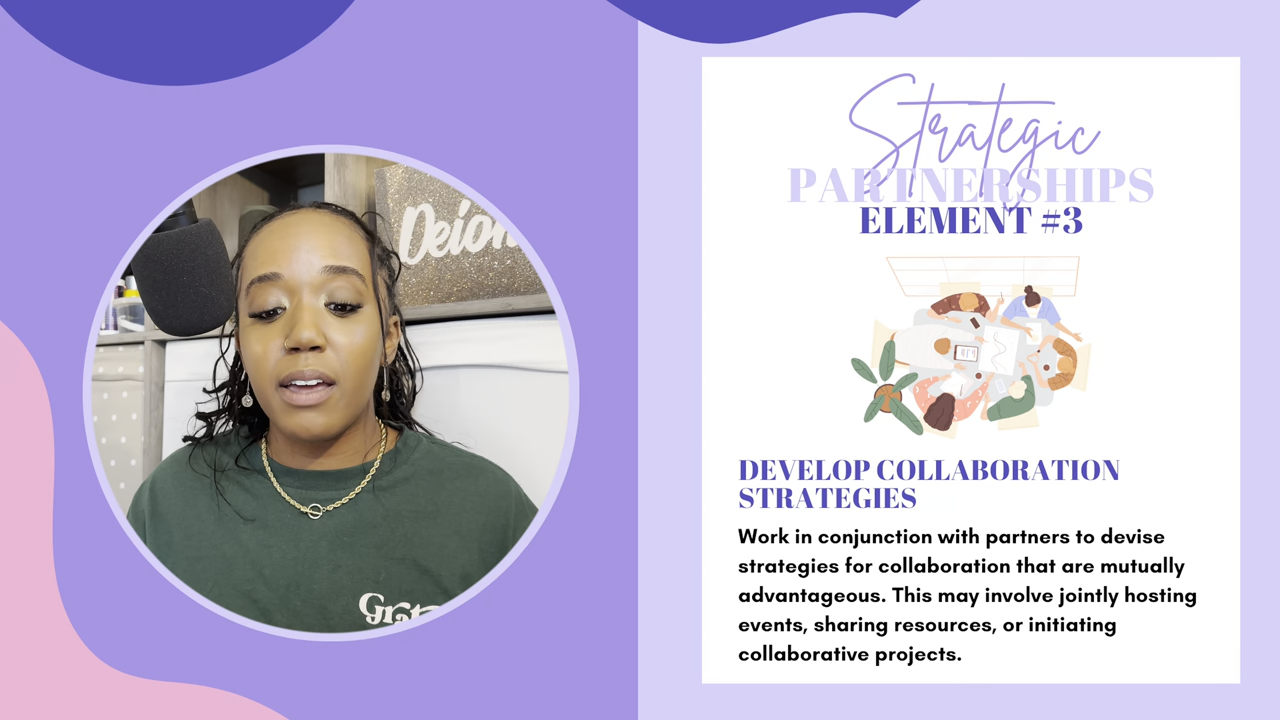 Strategic
PARTNERSHIPS
ELEMENT #3
DEVELOP COLLABORATION
STRATEGIES
Work in conjunction with partners to devise
strategies for collaboration that are mutually
advantageous. This may involve jointly hosting
events, sharing resources, or initiating
collaborative projects.